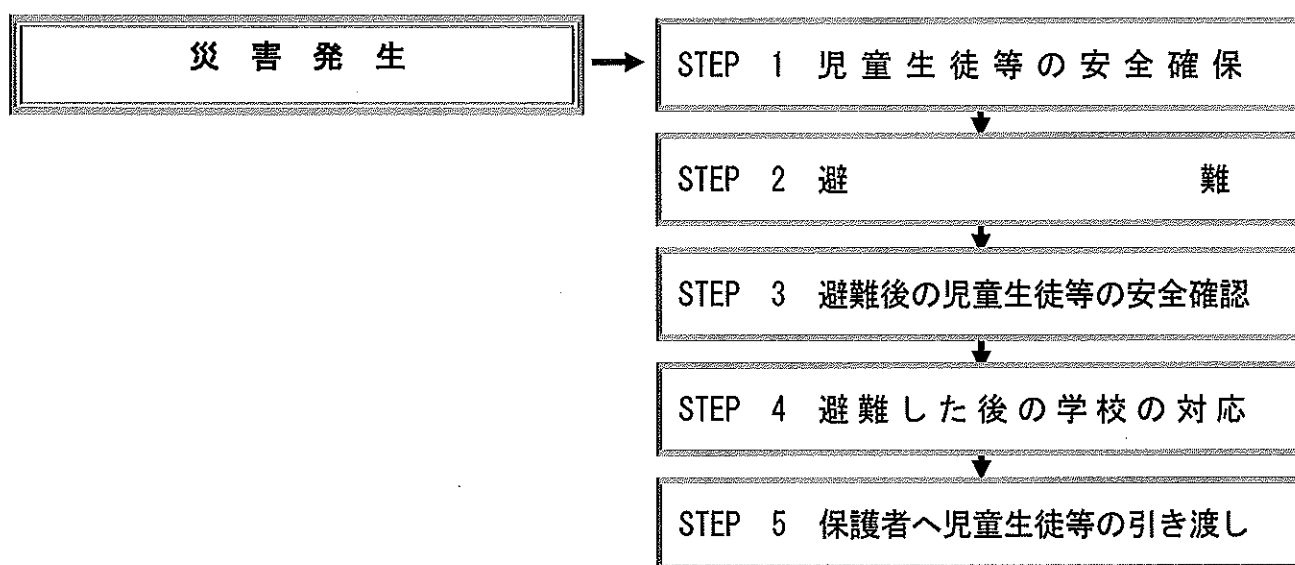 災害発生
STEP 1 児童生徒等の安全確保
STEP 2 避難
STEP 3 避難後の児童生徒等の安全確認
STEP 4 避難した後の学校の対応
STEP 5 保護者へ児童生徒等の引き渡し